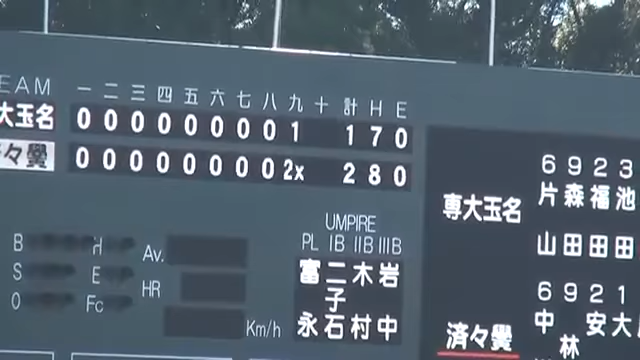 EAM 一 二 三 四 五 六 七 八 九 十 計 H E
大玉名 0 0 0 0 0 0 0 0 1 1 7 0
済々黌 0 0 0 0 0 0 0 0 2x 2 8 0
UMPIRE
PL IB IIB IIIB
富永 二子石 木村 岩中
B H Av.
S E HR
O Fc Km/h
6 9 2 3
専大玉名 片山 森田 福田 池田
6 9 2 1
済々黌 中 林 安 大